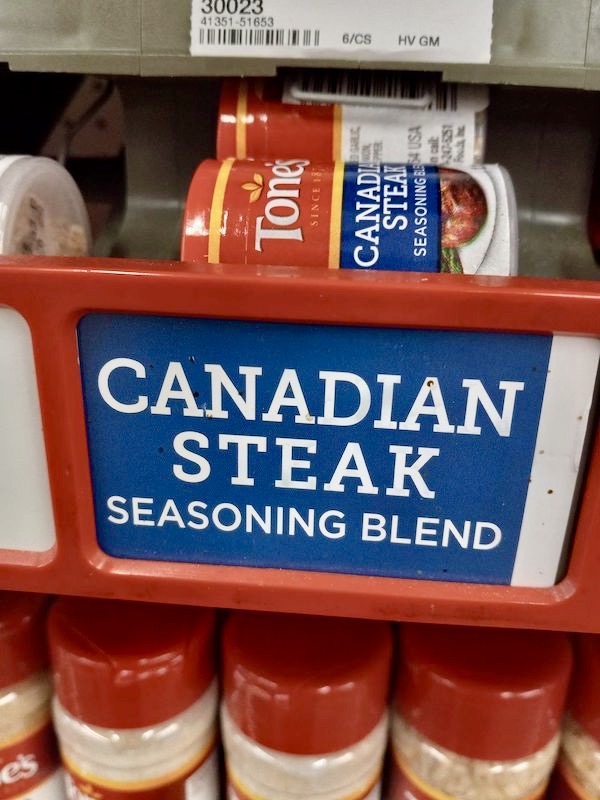 30023
41351-51653
6/CS HV GM
USA
Tone's
SINCE
CANADIAN
STEAK
SEASONING
CANADIAN
STEAK
SEASONING BLEND
e's